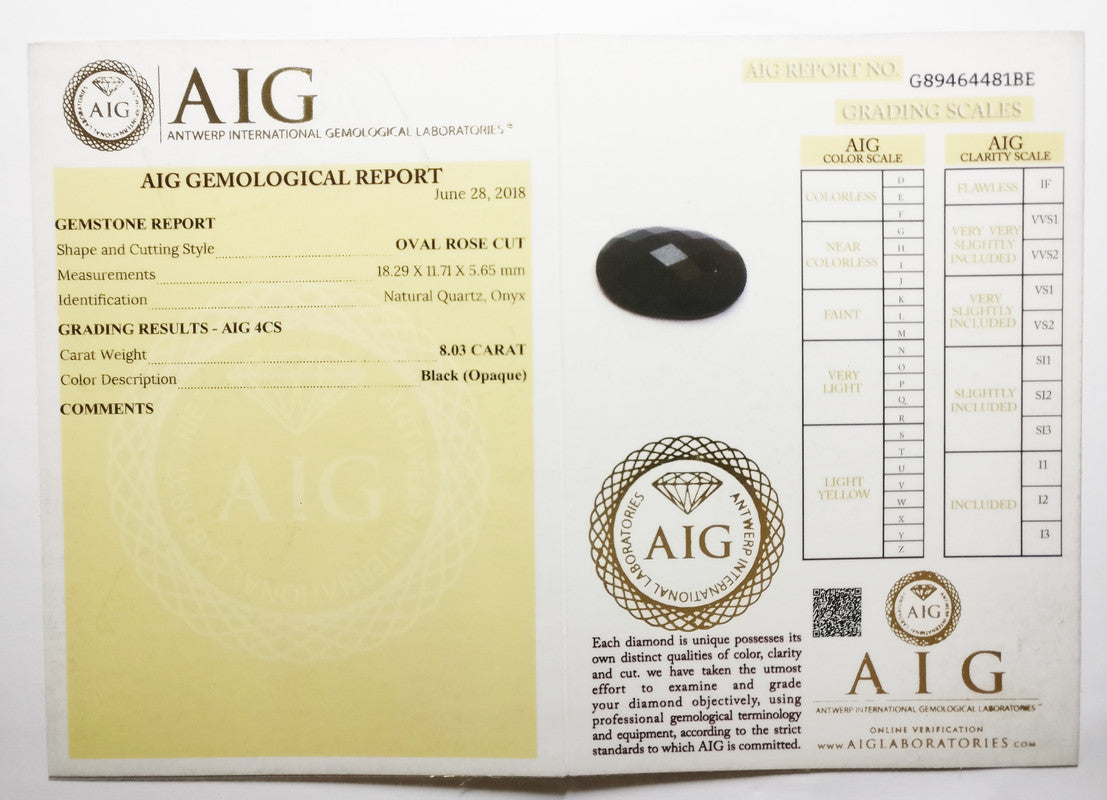 AIG
ANTWERP INTERNATIONAL GEMOLOGICAL LABORATORIES
AIG
ANTWERP INTERNATIONAL GEMOLOGICAL LABORATORIES™
AIG GEMOLOGICAL REPORT
June 28, 2018
GEMSTONE REPORT
Shape and Cutting Style OVAL ROSE CUT
Measurements 18.29 X 11.71 X 5.65 mm
Identification Natural Quartz, Onyx
GRADING RESULTS - AIG 4CS
Carat Weight 8.03 CARAT
Color Description Black (Opaque)
COMMENTS
AIG
AIG REPORT NO. G89464481BE
GRADING SCALES
AIG
COLOR SCALE
COLORLESS
D
E
F
NEAR
COLORLESS
G
H
I
J
FAINT
K
L
M
VERY
LIGHT
N
O
P
Q
R
LIGHT
YELLOW
S
T
U
V
W
X
Y
Z
AIG
CLARITY SCALE
FLAWLESS
IF
VERY VERY
SLIGHTLY
INCLUDED
VVS1
VVS2
VERY
SLIGHTLY
INCLUDED
VS1
VS2
SLIGHTLY
INCLUDED
SI1
SI2
SI3
INCLUDED
I1
I2
I3
AIG
ANTWERP INTERNATIONAL GEMOLOGICAL LABORATORIES
Each diamond is unique possesses its
own distinct qualities of color, clarity
and cut. we have taken the utmost
effort to examine and grade
your diamond objectively, using
professional gemological terminology
and equipment, according to the strict
standards to which AIG is committed.
AIG
AIG
ANTWERP INTERNATIONAL GEMOLOGICAL LABORATORIES™
ONLINE VERIFICATION
WWW.AIGLABORATORIES.COM